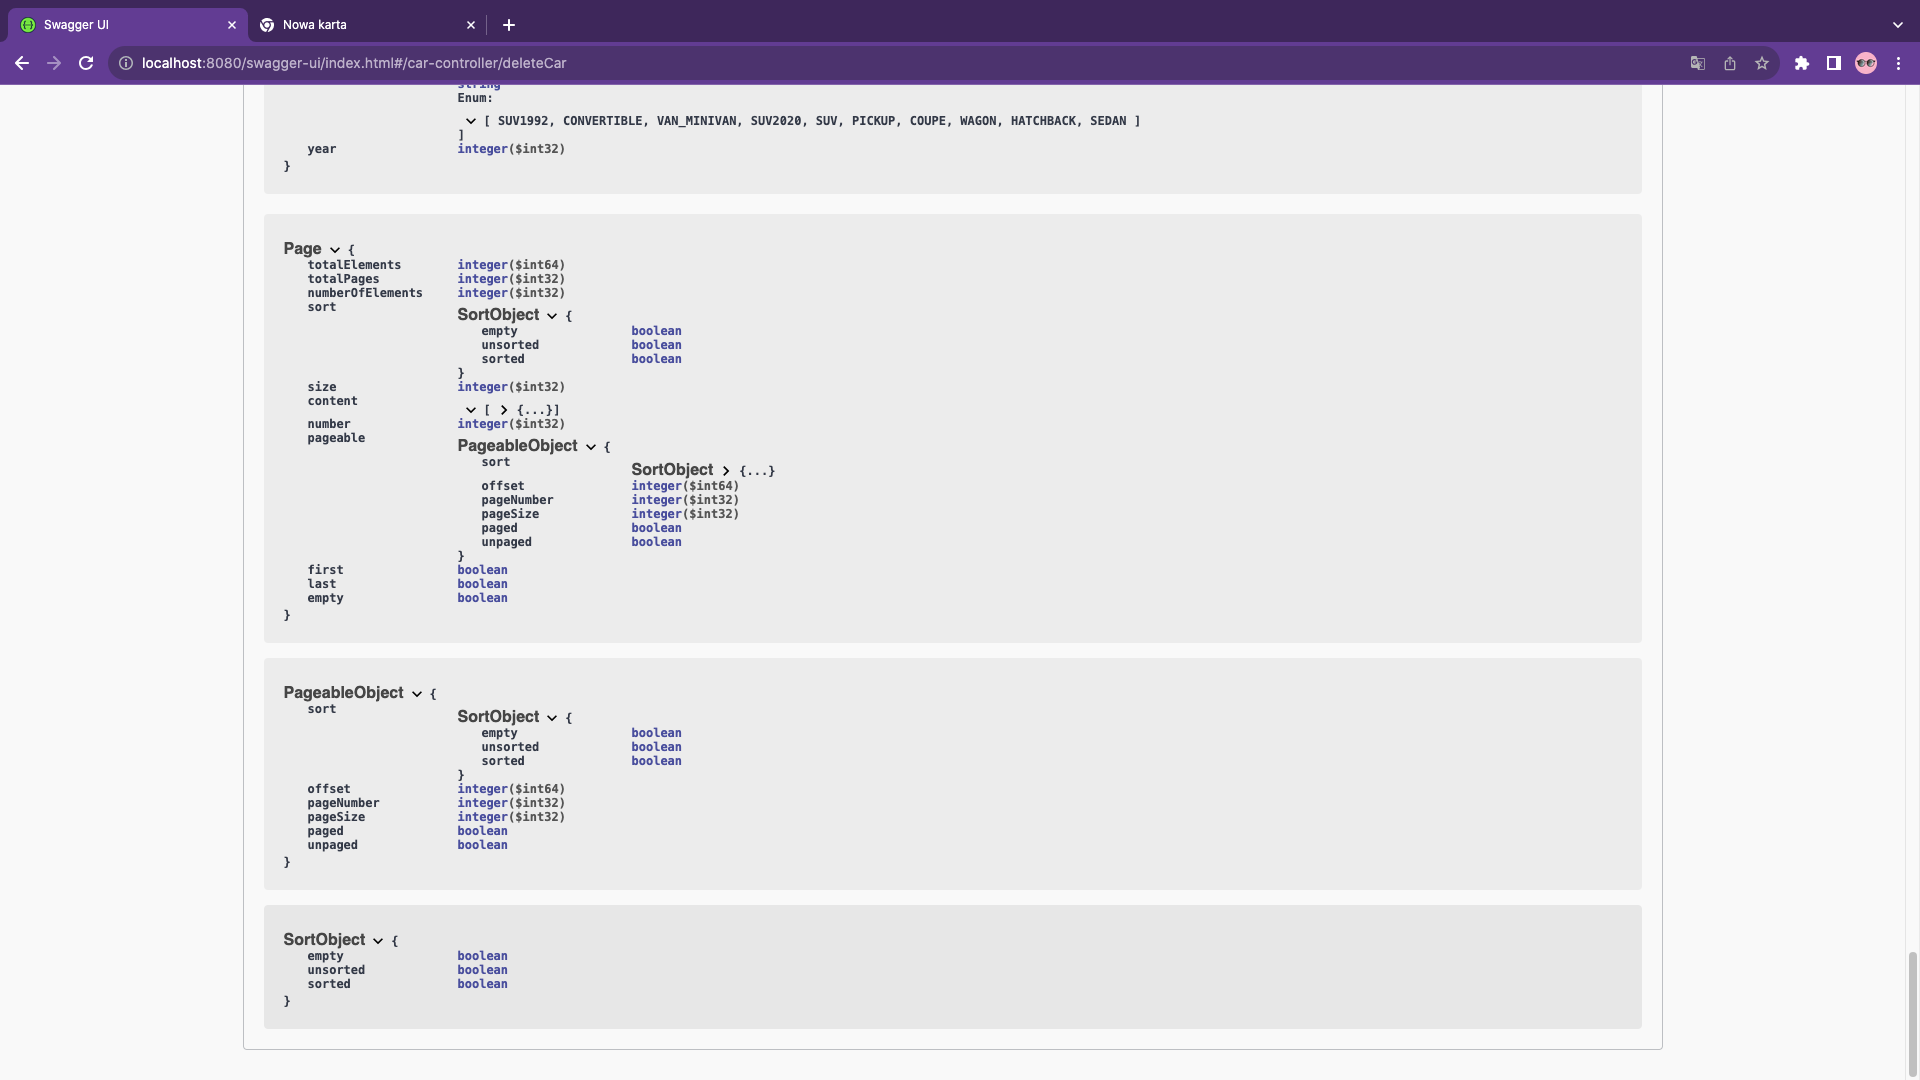 Swagger UI
Nowa karta
localhost:8080/swagger-ui/index.html#/car-controller/deleteCar
string
Enum:
[ SUV1992, CONVERTIBLE, VAN_MINIVAN, SUV2020, SUV, PICKUP, COUPE, WAGON, HATCHBACK, SEDAN ]
]
year integer($int32)
}
Page {
totalElements integer($int64)
totalPages integer($int32)
numberOfElements integer($int32)
sort
SortObject {
empty boolean
unsorted boolean
sorted boolean
}
size integer($int32)
content
[ {...}]
number integer($int32)
pageable
PageableObject {
sort
SortObject {...}
offset integer($int64)
pageNumber integer($int32)
pageSize integer($int32)
paged boolean
unpaged boolean
}
first boolean
last boolean
empty boolean
}
PageableObject {
sort
SortObject {
empty boolean
unsorted boolean
sorted boolean
}
offset integer($int64)
pageNumber integer($int32)
pageSize integer($int32)
paged boolean
unpaged boolean
}
SortObject {
empty boolean
unsorted boolean
sorted boolean
}